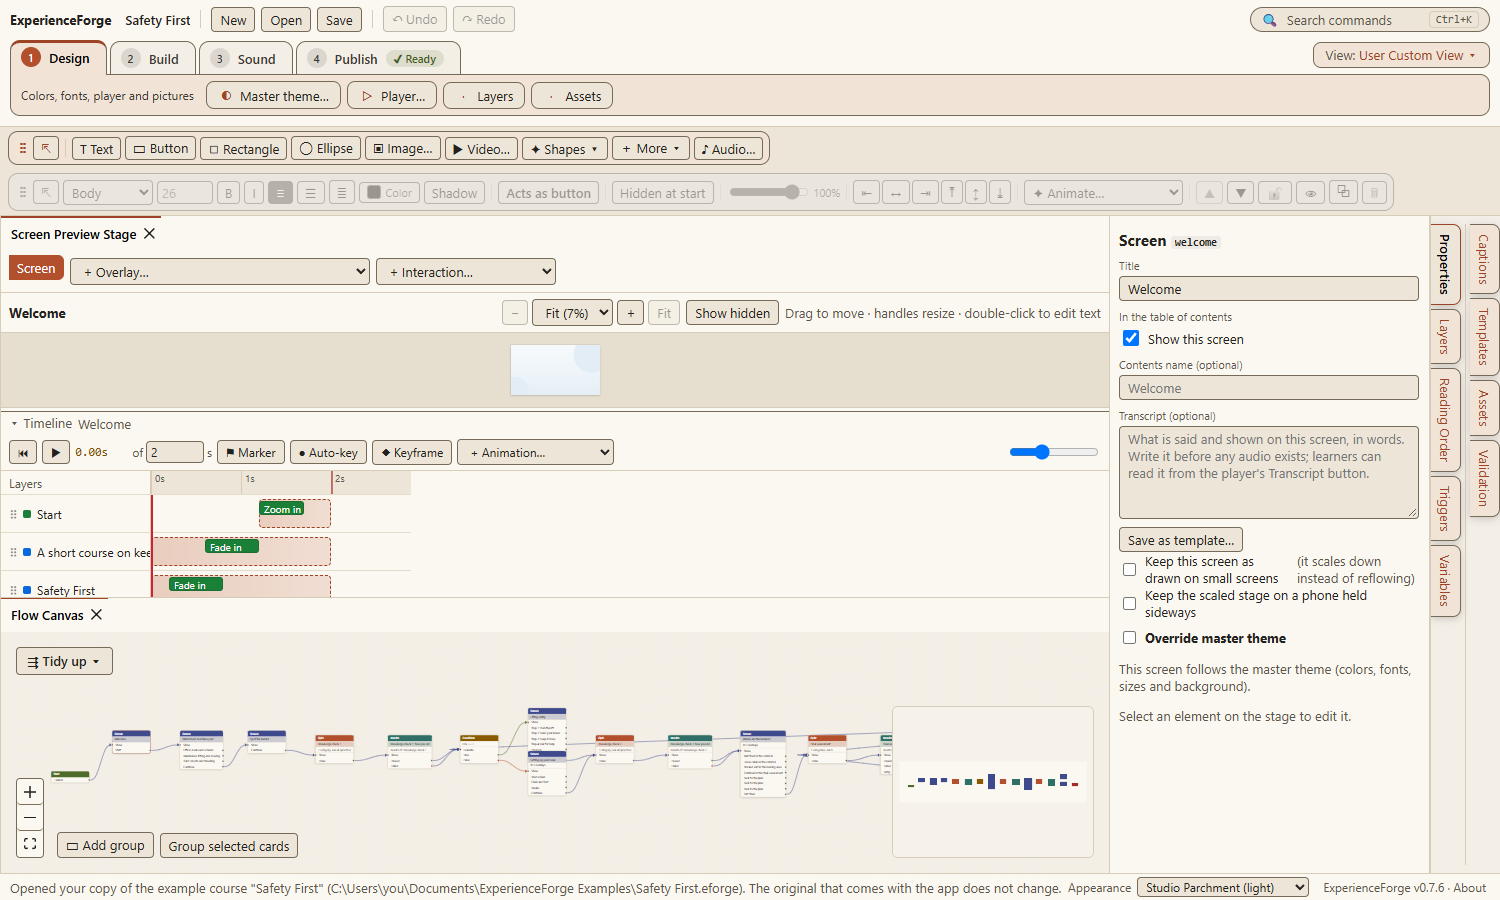 ExperienceForge Safety First New Open Save Undo Redo Search commands Ctrl+K
1 Design 2 Build 3 Sound 4 Publish ✓ Ready View: User Custom View
Colors, fonts, player and pictures Master theme... Player... Layers Assets
T Text Button Rectangle Ellipse Image... Video... Shapes + More Audio...
Body 26 B I Color Shadow Acts as button Hidden at start 100% Animate...
Screen Preview Stage
Screen + Overlay... + Interaction...
Welcome − Fit (7%) + Fit Show hidden Drag to move · handles resize · double-click to edit text
Timeline Welcome
0.00s of 2 s Marker Auto-key Keyframe + Animation...
Layers 0s 1s 2s
Start Zoom in
A short course on kee Fade in
Safety First Fade in
Flow Canvas
Tidy up
Add group Group selected cards
Screen welcome
Title
Welcome
In the table of contents
Show this screen
Contents name (optional)
Welcome
Transcript (optional)
What is said and shown on this screen, in words.
Write it before any audio exists; learners can
read it from the player's Transcript button.
Save as template...
Keep this screen as drawn on small screens (it scales down instead of reflowing)
Keep the scaled stage on a phone held
sideways
Override master theme
This screen follows the master theme (colors, fonts,
sizes and background).
Select an element on the stage to edit it.
Properties
Layers
Reading Order
Triggers
Variables
Captions
Templates
Assets
Validation
Opened your copy of the example course "Safety First" (C:\Users\you\Documents\ExperienceForge Examples\Safety First.eforge). The original that comes with the app does not change. Appearance Studio Parchment (light) ExperienceForge v0.7.6 · About